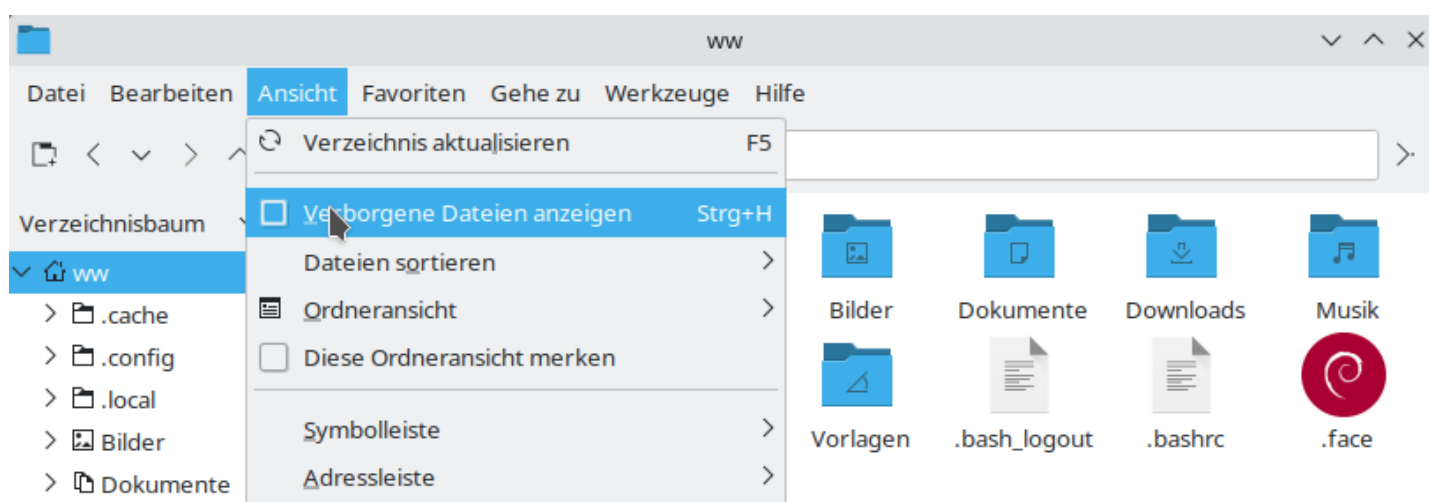 ww
Datei Bearbeiten Ansicht Favoriten Gehe zu Werkzeuge Hilfe
Verzeichnis aktualisieren F5
Verborgene Dateien anzeigen Strg+H
Dateien sortieren
Ordneransicht
Diese Ordneransicht merken
Symbolleiste
Adressleiste
Verzeichnisbaum
ww
.cache
.config
.local
Bilder
Dokumente
Bilder Dokumente Downloads Musik
Vorlagen .bash_logout .bashrc .face